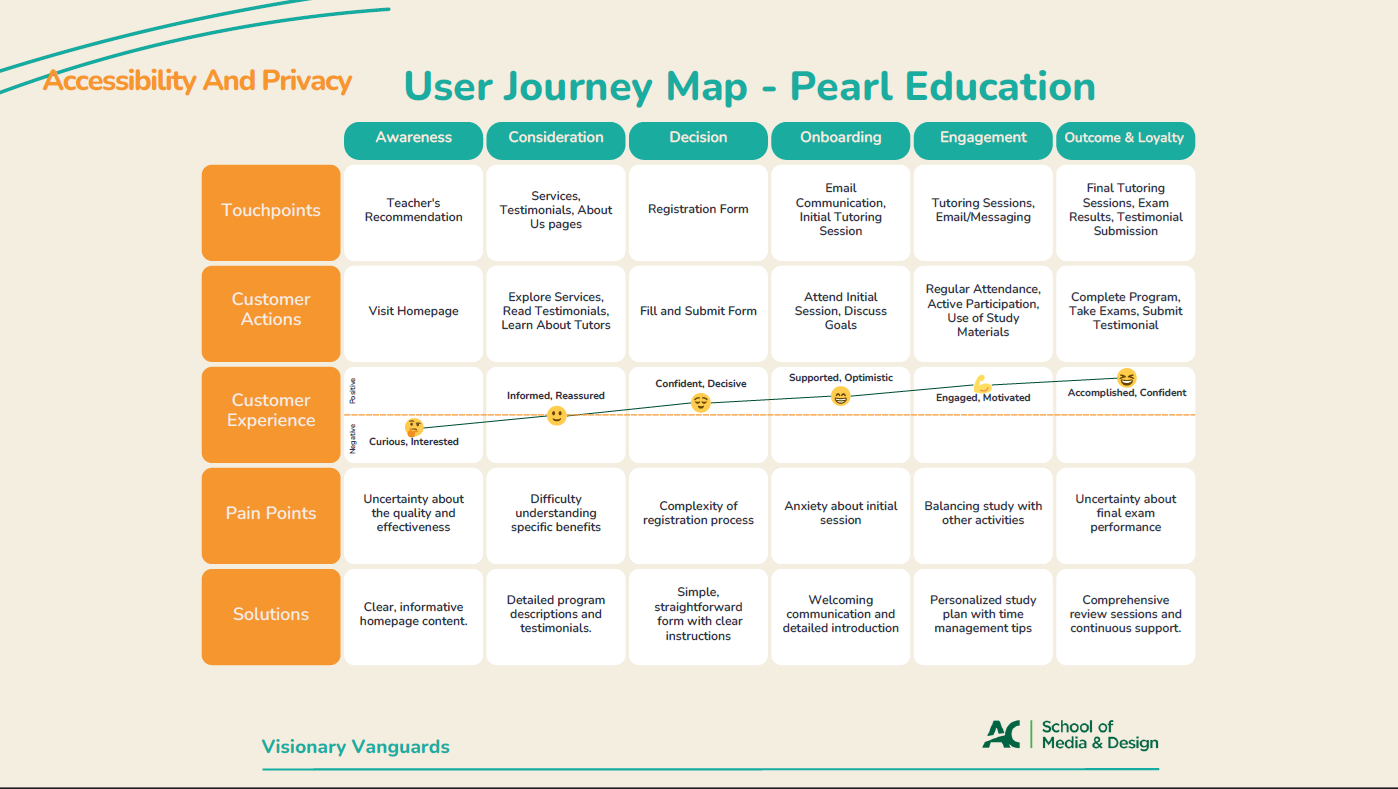 Accessibility And Privacy
User Journey Map - Pearl Education
Awareness
Consideration
Decision
Onboarding
Engagement
Outcome & Loyalty
Touchpoints
Teacher's
Recommendation
Services,
Testimonials, About
Us pages
Registration Form
Email
Communication,
Initial Tutoring
Session
Tutoring Sessions,
Email/Messaging
Final Tutoring
Sessions, Exam
Results, Testimonial
Submission
Customer
Actions
Visit Homepage
Explore Services,
Read Testimonials,
Learn About Tutors
Fill and Submit Form
Attend Initial
Session, Discuss
Goals
Regular Attendance,
Active Participation,
Use of Study
Materials
Complete Program,
Take Exams, Submit
Testimonial
Customer
Experience
Positive
Negative
Curious, Interested
Informed, Reassured
Confident, Decisive
Supported, Optimistic
Engaged, Motivated
Accomplished, Confident
Pain Points
Uncertainty about
the quality and
effectiveness
Difficulty
understanding
specific benefits
Complexity of
registration process
Anxiety about initial
session
Balancing study with
other activities
Uncertainty about
final exam
performance
Solutions
Clear, informative
homepage content.
Detailed program
descriptions and
testimonials.
Simple,
straightforward
form with clear
instructions
Welcoming
communication and
detailed introduction
Personalized study
plan with time
management tips
Comprehensive
review sessions and
continuous support.
Visionary Vanguards
AC
School of
Media & Design